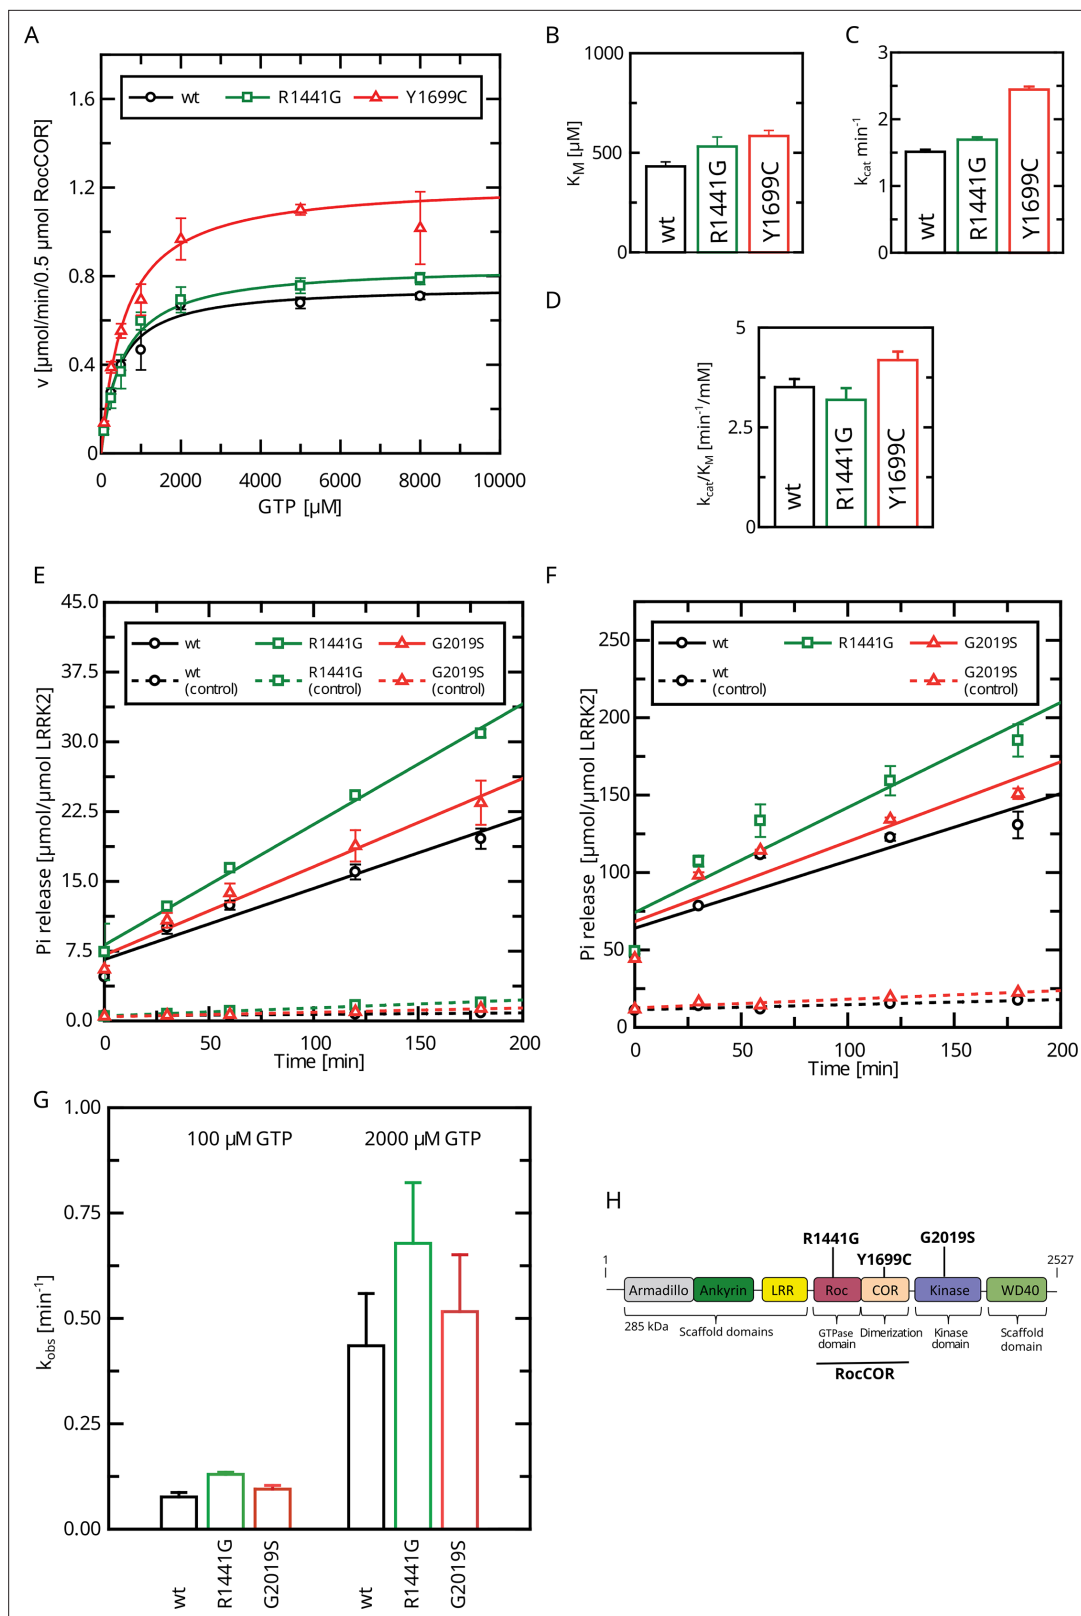 A
wt
R1441G
Y1699C
v [µmol/min/0.5 µmol RocCOR]
1.6
1.2
0.8
0.4
0
0
2000
4000
6000
8000
10000
GTP [µM]
B
K_M [µM]
1000
500
0
wt
R1441G
Y1699C
C
k_cat min⁻¹
3
2
1
0
wt
R1441G
Y1699C
D
k_cat/K_M [min⁻¹/mM]
5
2.5
0
wt
R1441G
Y1699C
E
Pi release [µmol/µmol LRRK2]
45.0
37.5
30.0
22.5
15.0
7.5
0.0
wt
R1441G
G2019S
wt
(control)
R1441G
(control)
G2019S
(control)
0
50
100
150
200
Time [min]
F
Pi release [µmol/µmol LRRK2]
250
200
150
100
50
0
wt
R1441G
G2019S
wt
(control)
G2019S
(control)
0
50
100
150
200
Time [min]
G
k_obs [min⁻¹]
1.00
0.75
0.50
0.25
0.00
100 µM GTP
2000 µM GTP
wt
R1441G
G2019S
wt
R1441G
G2019S
H
R1441G
Y1699C
G2019S
1
2527
Armadillo
Ankyrin
LRR
Roc
COR
Kinase
WD40
285 kDa
Scaffold domains
GTPase
domain
Dimerization
Kinase
domain
Scaffold
domain
RocCOR